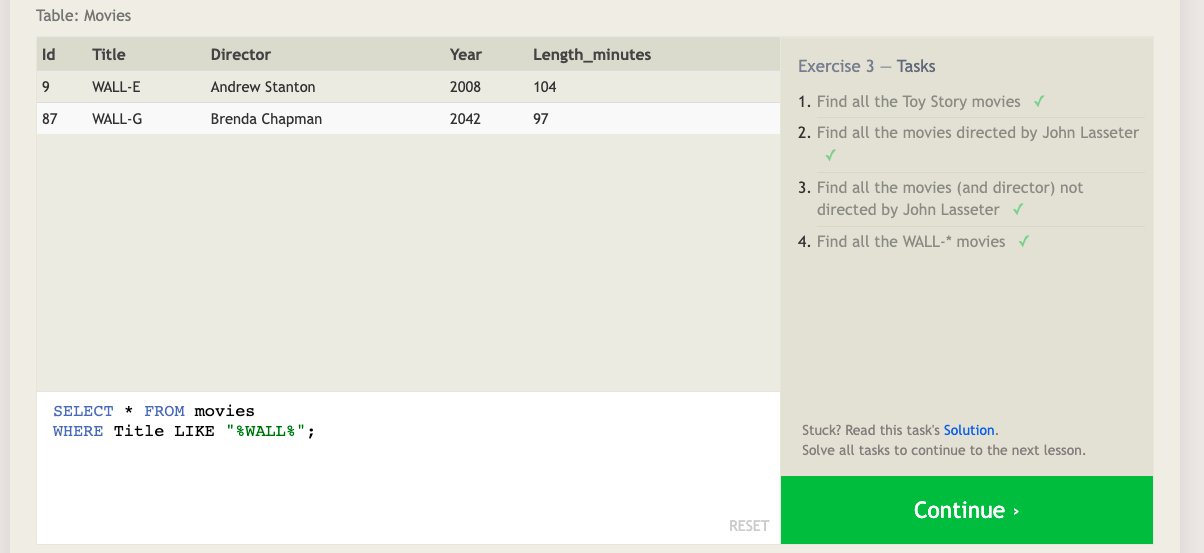 Table: Movies
Id Title Director Year Length_minutes
9 WALL-E Andrew Stanton 2008 104
87 WALL-G Brenda Chapman 2042 97
SELECT * FROM movies
WHERE Title LIKE "%WALL%";
RESET
Exercise 3 — Tasks
1. Find all the Toy Story movies ✓
2. Find all the movies directed by John Lasseter
✓
3. Find all the movies (and director) not
directed by John Lasseter ✓
4. Find all the WALL-* movies ✓
Stuck? Read this task's Solution.
Solve all tasks to continue to the next lesson.
Continue ›